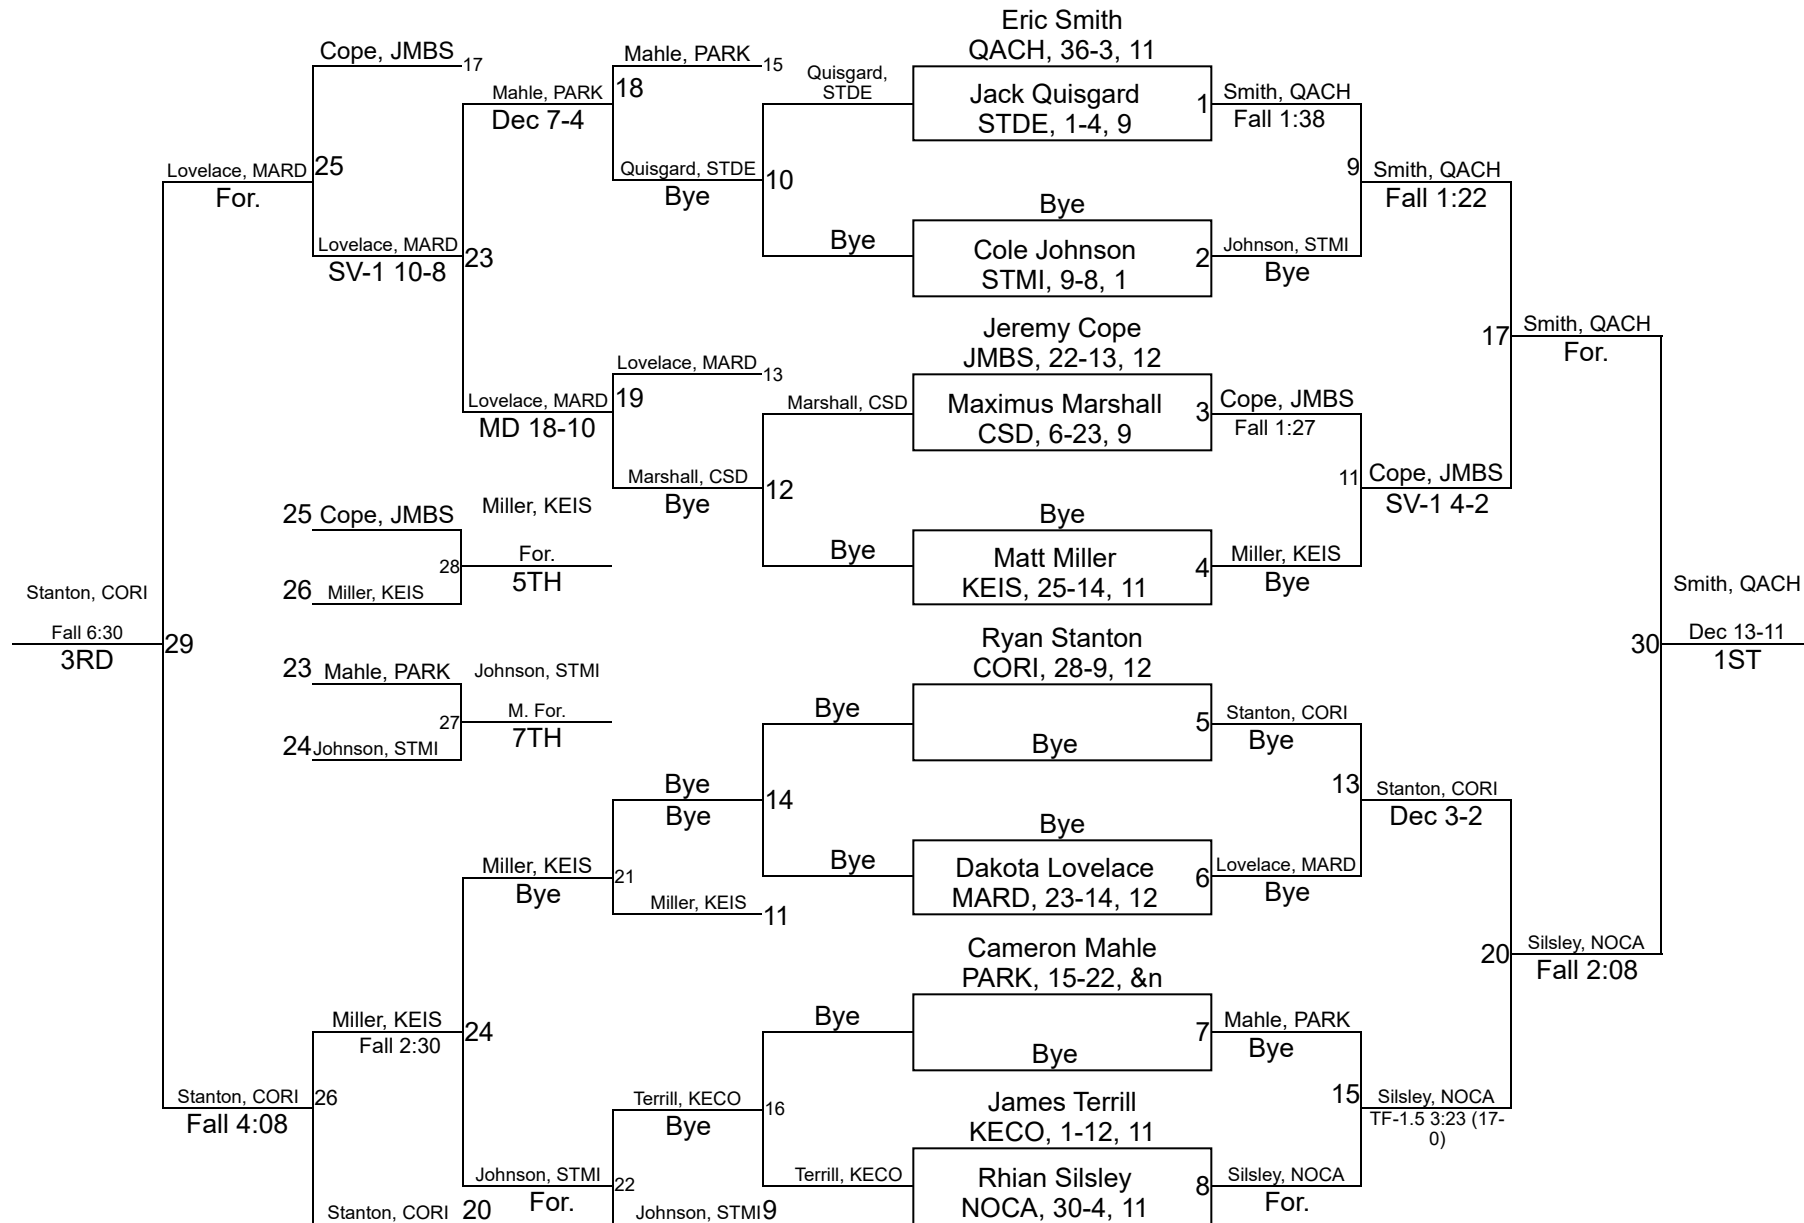 Eric Smith
QACH, 36-3, 11
Cope, JMBS
17
Mahle, PARK
15
Quisgard,
STDE
Jack Quisgard
STDE, 1-4, 9
1
Smith, QACH
Fall 1:38
Mahle, PARK
Dec 7-4
18
Lovelace, MARD
For.
25
Quisgard, STDE
Bye
10
9
Smith, QACH
Fall 1:22
Bye
Lovelace, MARD
SV-1 10-8
23
Bye
Cole Johnson
STMI, 9-8, 1
2
Johnson, STMI
Bye
Jeremy Cope
JMBS, 22-13, 12
17
Smith, QACH
For.
Lovelace, MARD
13
Lovelace, MARD
MD 18-10
19
Marshall, CSD
Maximus Marshall
CSD, 6-23, 9
3
Cope, JMBS
Fall 1:27
Marshall, CSD
Bye
12
11
Cope, JMBS
SV-1 4-2
25
Cope, JMBS
Miller, KEIS
Bye
28
For.
5TH
26
Miller, KEIS
Bye
Matt Miller
KEIS, 25-14, 11
4
Miller, KEIS
Bye
Stanton, CORI
Fall 6:30
3RD
29
Smith, QACH
30
Dec 13-11
1ST
Ryan Stanton
CORI, 28-9, 12
23
Mahle, PARK
Johnson, STMI
27
M. For.
7TH
24
Johnson, STMI
Bye
Bye
5
Stanton, CORI
Bye
Bye
Bye
14
13
Stanton, CORI
Dec 3-2
Bye
Miller, KEIS
Bye
21
Bye
Dakota Lovelace
MARD, 23-14, 12
6
Lovelace, MARD
Bye
Miller, KEIS
11
Cameron Mahle
PARK, 15-22, &n
20
Silsley, NOCA
Fall 2:08
Miller, KEIS
Fall 2:30
24
Bye
Bye
7
Mahle, PARK
Bye
Stanton, CORI
Fall 4:08
26
Terrill, KECO
Bye
16
James Terrill
KECO, 1-12, 11
15
Silsley, NOCA
TF-1.5 3:23 (17-
0)
Johnson, STMI
For.
22
Terrill, KECO
Rhian Silsley
NOCA, 30-4, 11
8
Silsley, NOCA
For.
Stanton, CORI
20
Johnson, STMI
9